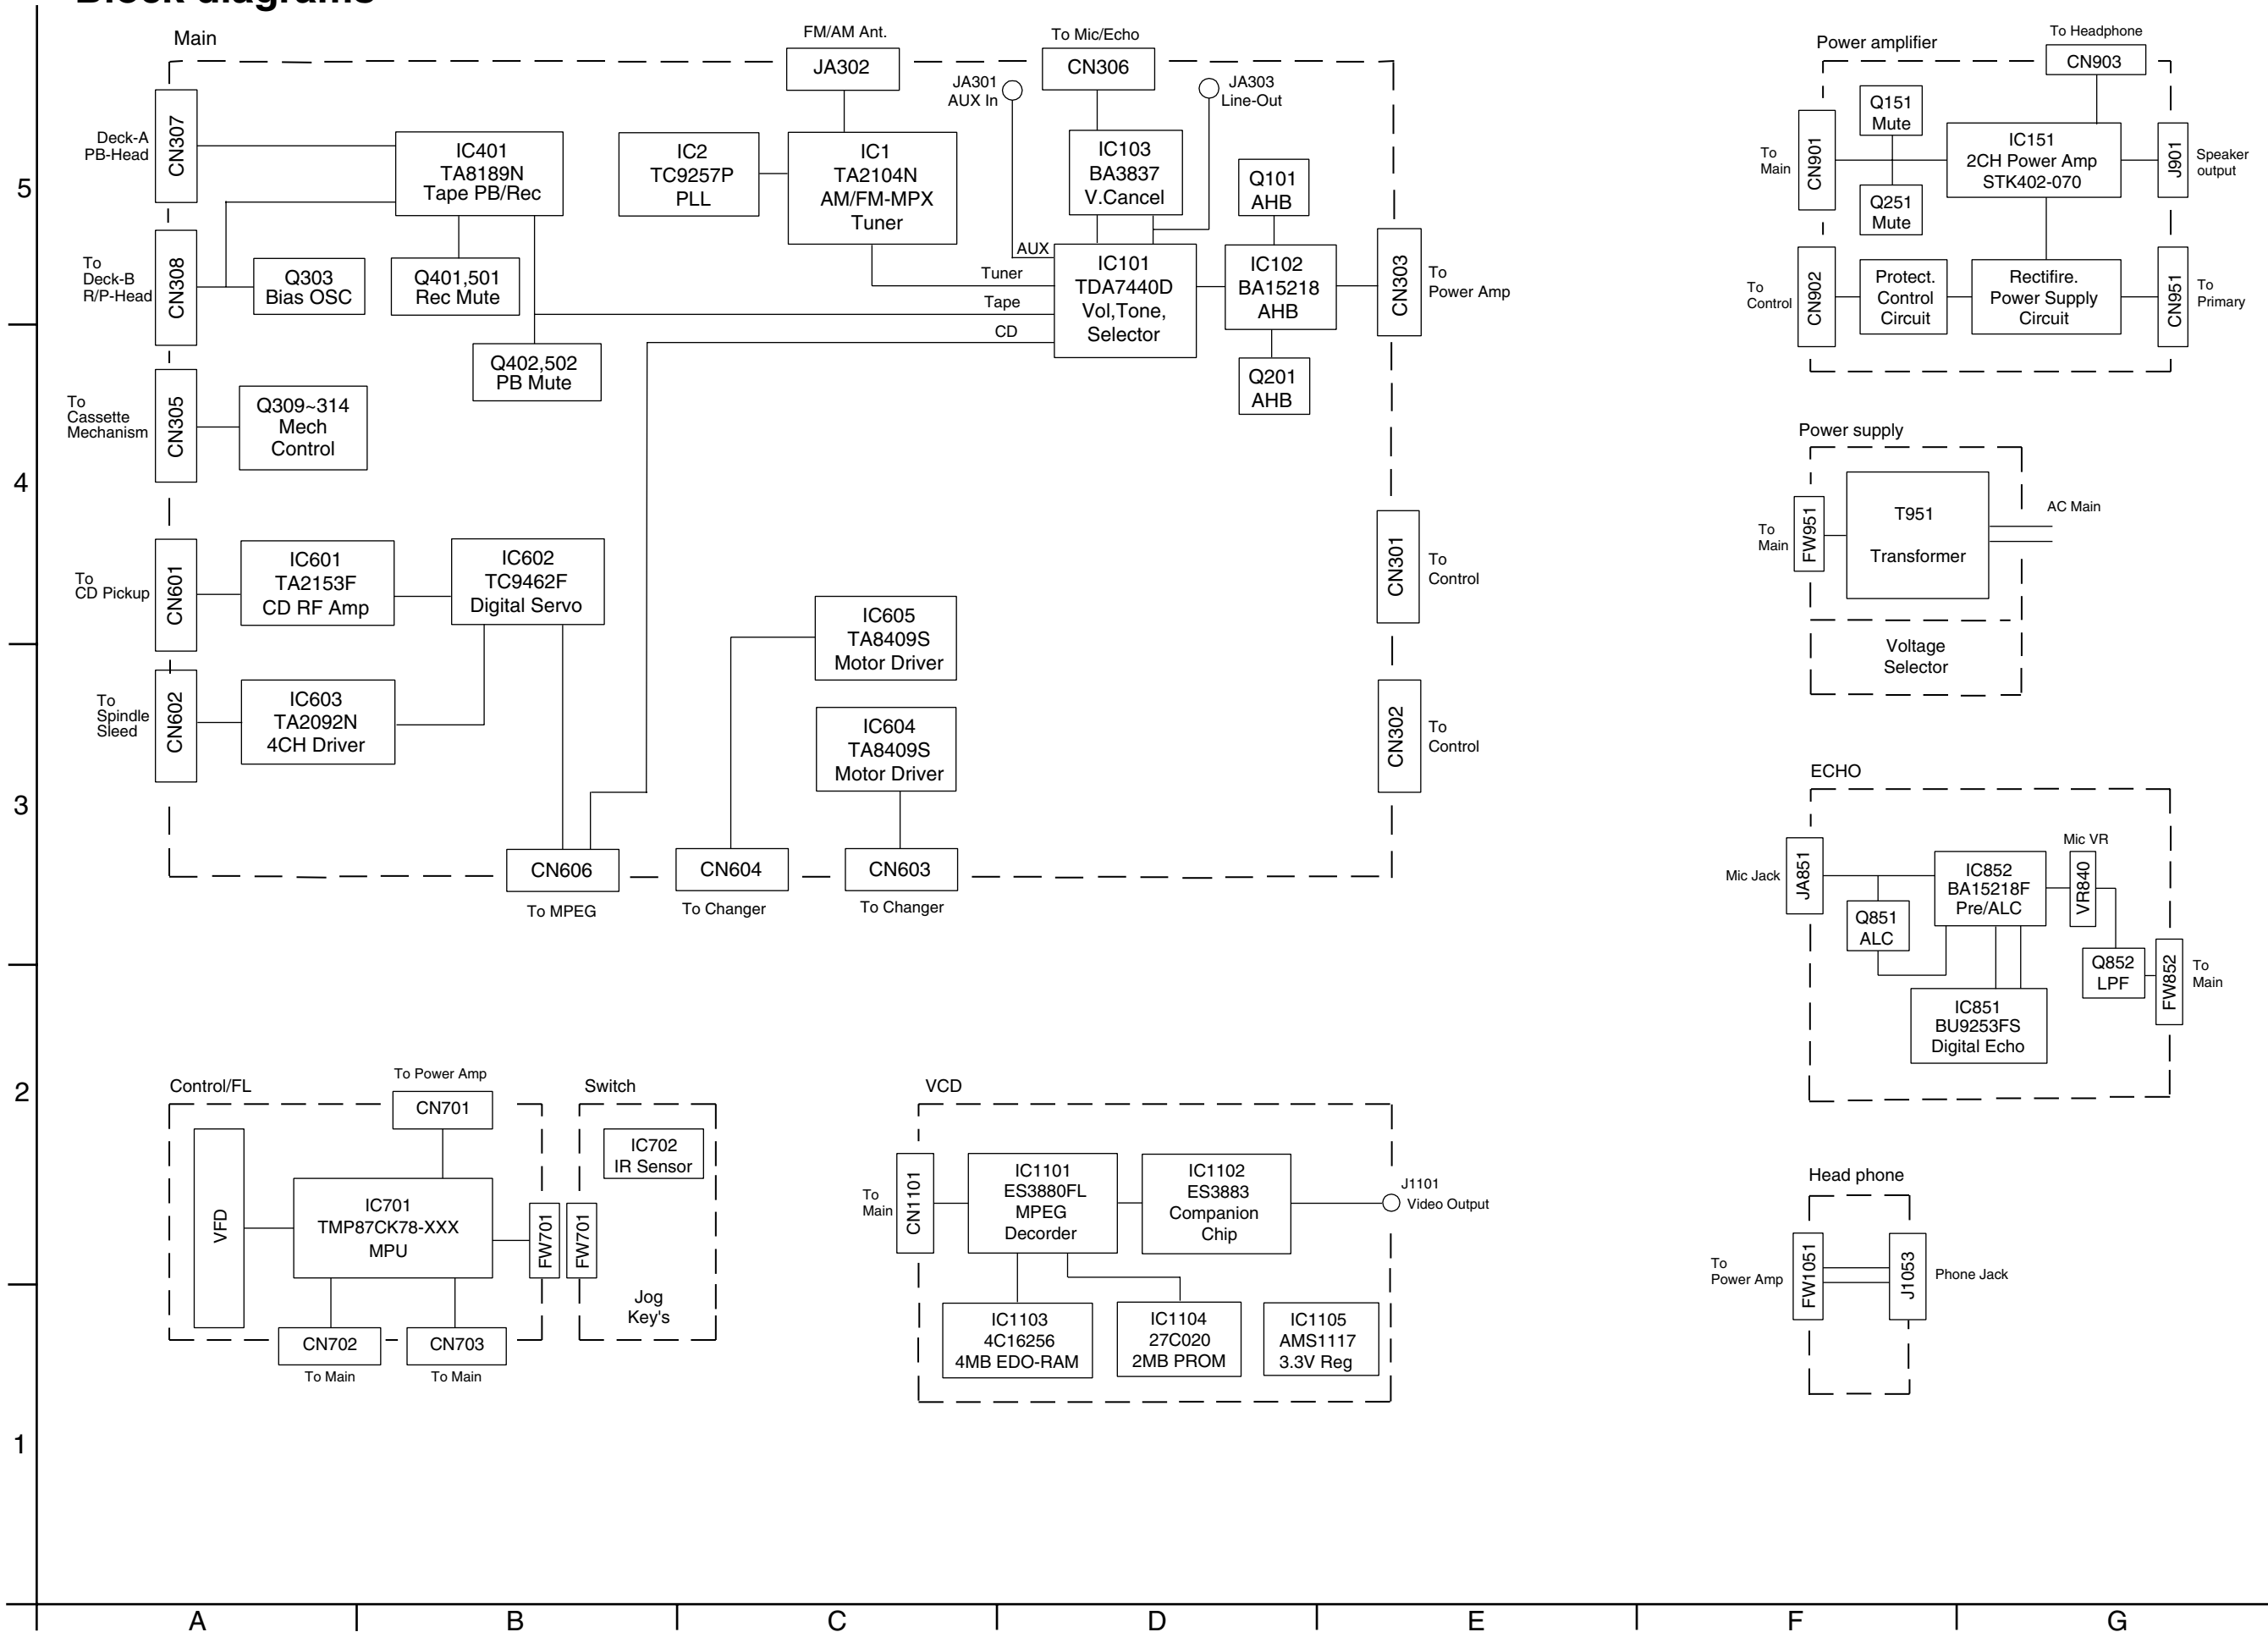 Block diagrams
Main
FM/AM Ant.
JA302
To Mic/Echo
CN306
JA301
AUX In
JA303
Line-Out
Deck-A
PB-Head
CN307
IC401
TA8189N
Tape PB/Rec
IC2
TC9257P
PLL
IC1
TA2104N
AM/FM-MPX
Tuner
IC103
BA3837
V.Cancel
Q101
AHB
To
Deck-B
R/P-Head
CN308
Q303
Bias OSC
Q401,501
Rec Mute
AUX
Tuner
Tape
CD
IC101
TDA7440D
Vol,Tone,
Selector
IC102
BA15218
AHB
CN303
To
Power Amp
Q402,502
PB Mute
Q201
AHB
To
Cassette
Mechanism
CN305
Q309~314
Mech
Control
To
CD Pickup
CN601
IC601
TA2153F
CD RF Amp
IC602
TC9462F
Digital Servo
CN301
To
Control
IC605
TA8409S
Motor Driver
To
Spindle
Sleed
CN602
IC603
TA2092N
4CH Driver
IC604
TA8409S
Motor Driver
CN302
To
Control
CN606
To MPEG
CN604
To Changer
CN603
To Changer
Power amplifier
To Headphone
CN903
Q151
Mute
To
Main
CN901
Q251
Mute
IC151
2CH Power Amp
STK402-070
J901
Speaker
output
To
Control
CN902
Protect.
Control
Circuit
Rectifire.
Power Supply
Circuit
CN951
To
Primary
Power supply
To
Main
FW951
T951
Transformer
AC Main
Voltage
Selector
ECHO
Mic Jack
JA851
Q851
ALC
IC852
BA15218F
Pre/ALC
Mic VR
VR840
Q852
LPF
FW852
To
Main
IC851
BU9253FS
Digital Echo
Control/FL
To Power Amp
CN701
VFD
IC701
TMP87CK78-XXX
MPU
FW701
CN702
To Main
CN703
To Main
Switch
IC702
IR Sensor
FW701
Jog
Key's
VCD
To
Main
CN1101
IC1101
ES3880FL
MPEG
Decorder
IC1102
ES3883
Companion
Chip
J1101
Video Output
IC1103
4C16256
4MB EDO-RAM
IC1104
27C020
2MB PROM
IC1105
AMS1117
3.3V Reg
Head phone
To
Power Amp
FW1051
J1053
Phone Jack
5
4
3
2
1
A
B
C
D
E
F
G